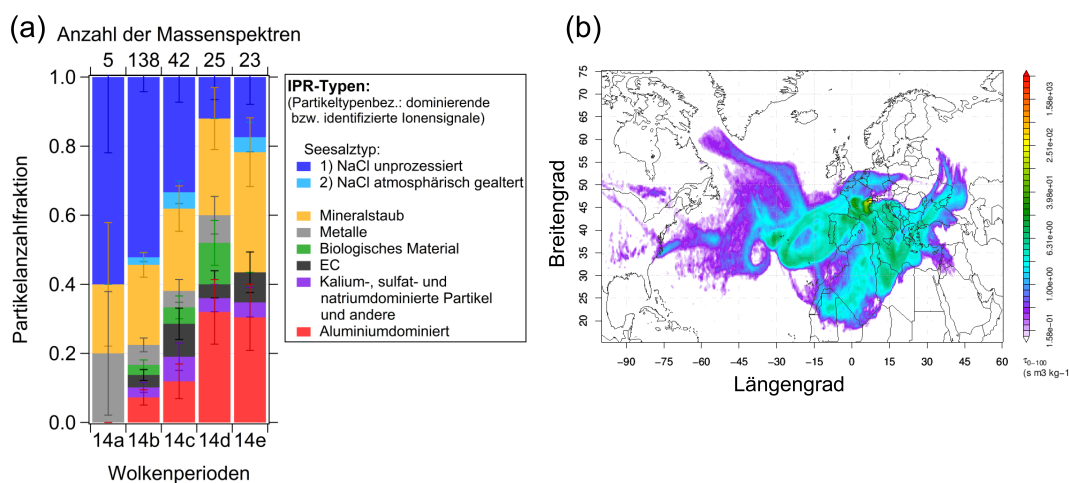 (a)
Anzahl der Massenspektren
5 138 42 25 23
1.0
0.8
0.6
0.4
0.2
0.0
Partikelanzahlfraktion
14a 14b 14c 14d 14e
Wolkenperioden
IPR-Typen:
(Partikeltypenbez.: dominierende
bzw. identifizierte Ionensignale)
Seesalztyp:
1) NaCl unprozessiert
2) NaCl atmosphärisch gealtert
Mineralstaub
Metalle
Biologisches Material
EC
Kalium-, sulfat- und
natriumdominierte Partikel
und andere
Aluminiumdominiert
(b)
75
70
65
60
55
50
45
40
35
30
25
20
Breitengrad
−90 −75 −60 −45 −30 −15 0 15 30 45 60
Längengrad
1.58e+03
2.51e+02
3.98e+01
6.31e+00
1.00e+00
1.58e−01
τ0−100
(s m3 kg−1